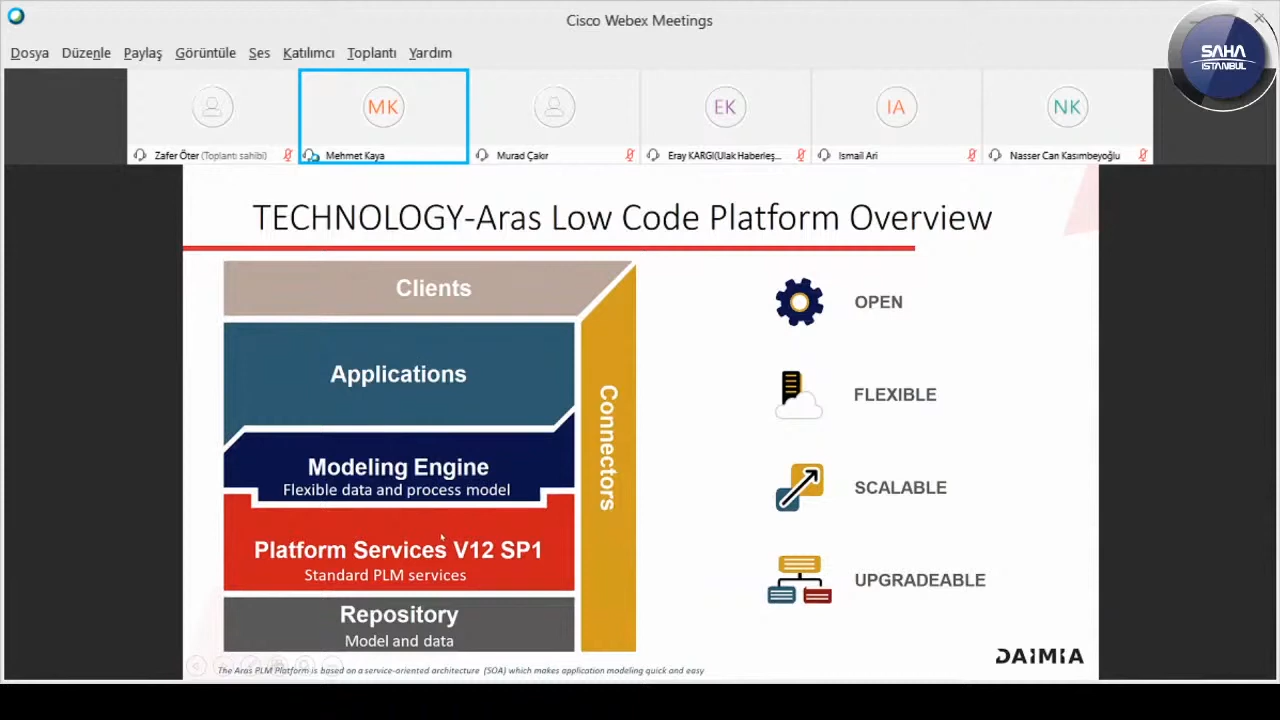 Cisco Webex Meetings
SAHA
İSTANBUL
Dosya Düzenle Paylaş Görüntüle Ses Katılımcı Toplantı Yardım
MK
EK
IA
NK
Zafer Öter (Toplantı sahibi)
Mehmet Kaya
Murad Çakır
Eray KARGI(Ulak Haberleş...
Ismail Ari
Nasser Can Kasımbeyoğlu
TECHNOLOGY-Aras Low Code Platform Overview
Clients
Applications
Modeling Engine
Flexible data and process model
Platform Services V12 SP1
Standard PLM services
Repository
Model and data
Connectors
OPEN
FLEXIBLE
SCALABLE
UPGRADEABLE
The Aras PLM Platform is based on a service-oriented architecture (SOA) which makes application modeling quick and easy
DAIMIA